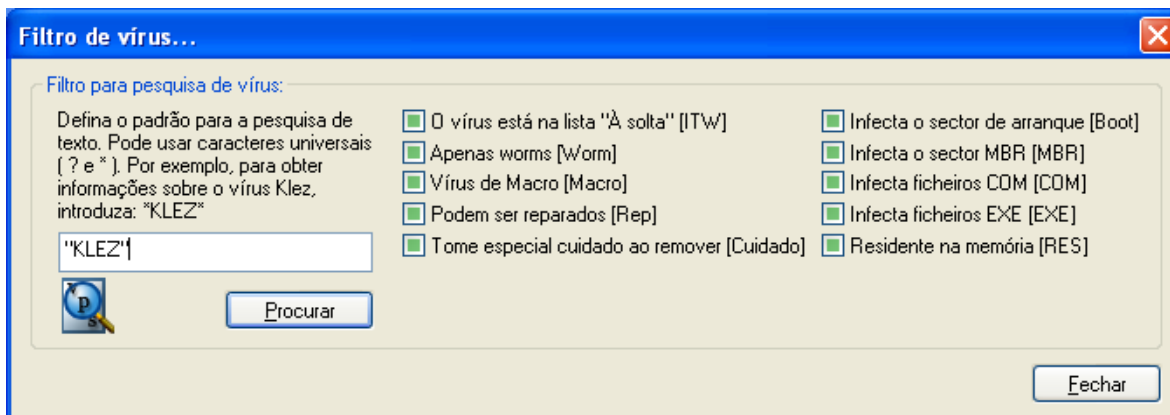 Filtro de vírus...
Filtro para pesquisa de vírus:
Defina o padrão para a pesquisa de
texto. Pode usar caracteres universais
( ? e * ). Por exemplo, para obter
informações sobre o vírus Klez,
introduza: *KLEZ*
"KLEZ"
Procurar
O vírus está na lista "À solta" [ITW]
Apenas worms [Worm]
Vírus de Macro [Macro]
Podem ser reparados [Rep]
Tome especial cuidado ao remover [Cuidado]
Infecta o sector de arranque [Boot]
Infecta o sector MBR [MBR]
Infecta ficheiros COM [COM]
Infecta ficheiros EXE [EXE]
Residente na memória [RES]
Fechar